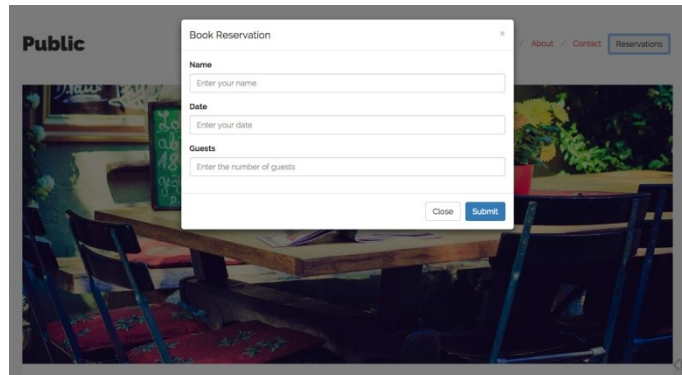 Public
/ About / Contact Reservations
Book Reservation ×
Name
Enter your name
Date
Enter your date
Guests
Enter the number of guests
Close Submit